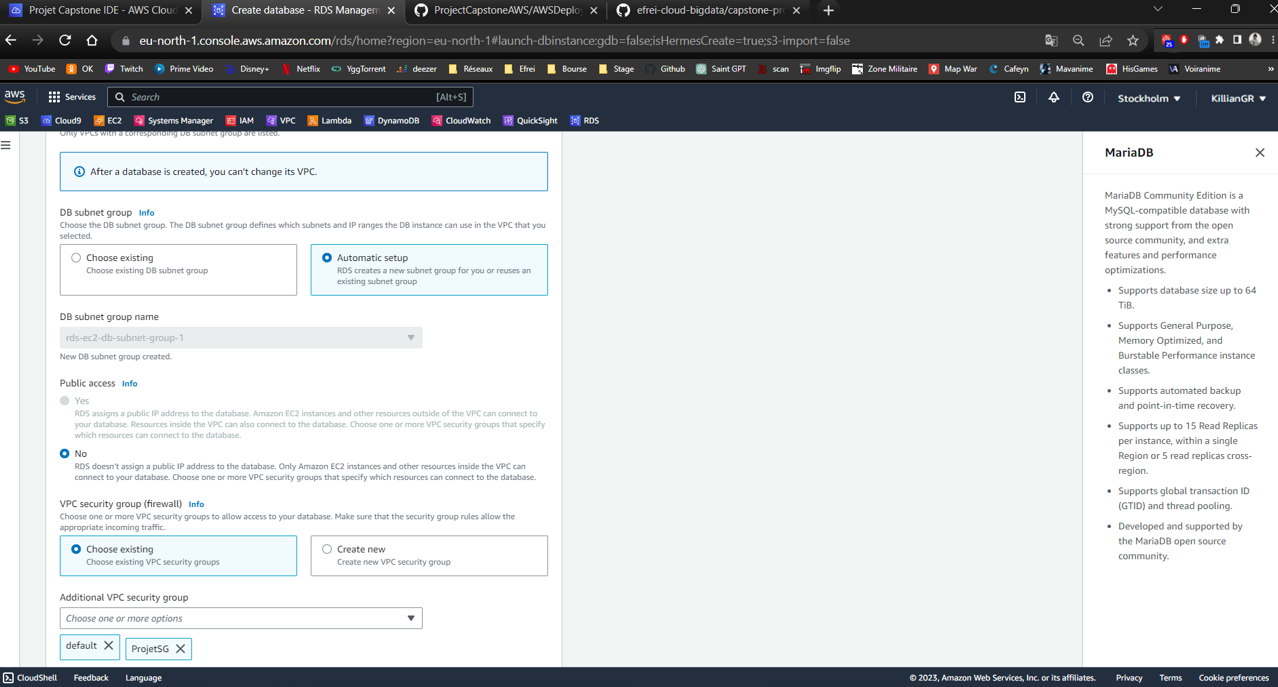 Projet Capstone IDE - AWS Cloud
Create database - RDS Managem
ProjectCapstoneAWS/AWSDeploy
efrei-cloud-bigdata/capstone-pr
eu-north-1.console.aws.amazon.com/rds/home?region=eu-north-1#launch-dbinstance:gdb=false;isHermesCreate=true;s3-import=false
YouTube OK Twitch Prime Video Disney+ Netflix YggTorrent deezer Réseaux Efrei Bourse Stage Github Saint GPT scan Imgflip Zone Militaire Map War Cafeyn Mavanime HisGames Voiranime »
aws Services Search [Alt+S] Stockholm KillianGR
S3 Cloud9 EC2 Systems Manager IAM VPC Lambda DynamoDB CloudWatch QuickSight RDS
Only VPCs with a corresponding DB subnet group are listed.
After a database is created, you can't change its VPC.
DB subnet group Info
Choose the DB subnet group. The DB subnet group defines which subnets and IP ranges the DB instance can use in the VPC that you
selected.
Choose existing
Choose existing DB subnet group
Automatic setup
RDS creates a new subnet group for you or reuses an
existing subnet group
DB subnet group name
rds-ec2-db-subnet-group-1
New DB subnet group created.
Public access Info
Yes
RDS assigns a public IP address to the database. Amazon EC2 instances and other resources outside of the VPC can connect to
your database. Resources inside the VPC can also connect to the database. Choose one or more VPC security groups that specify
which resources can connect to the database.
No
RDS doesn't assign a public IP address to the database. Only Amazon EC2 instances and other resources inside the VPC can
connect to your database. Choose one or more VPC security groups that specify which resources can connect to the database.
VPC security group (firewall) Info
Choose one or more VPC security groups to allow access to your database. Make sure that the security group rules allow the
appropriate incoming traffic.
Choose existing
Choose existing VPC security groups
Create new
Create new VPC security group
Additional VPC security group
Choose one or more options
default
ProjetSG
MariaDB
MariaDB Community Edition is a
MySQL-compatible database with
strong support from the open
source community, and extra
features and performance
optimizations.
• Supports database size up to 64
TiB.
• Supports General Purpose,
Memory Optimized, and
Burstable Performance instance
classes.
• Supports automated backup
and point-in-time recovery.
• Supports up to 15 Read Replicas
per instance, within a single
Region or 5 read replicas cross-
region.
• Supports global transaction ID
(GTID) and thread pooling.
• Developed and supported by
the MariaDB open source
community.
CloudShell Feedback Language © 2023, Amazon Web Services, Inc. or its affiliates. Privacy Terms Cookie preferences